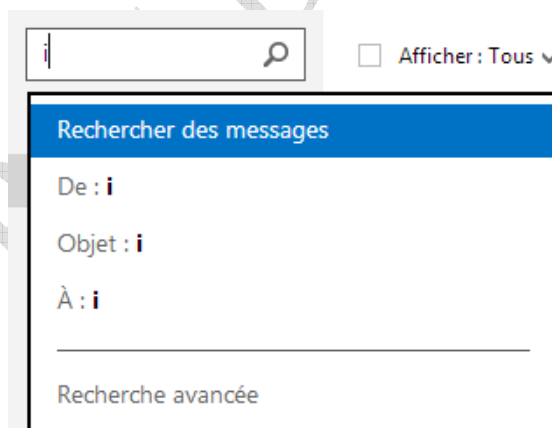 i
Afficher : Tous
Rechercher des messages
De : i
Objet : i
À : i
Recherche avancée